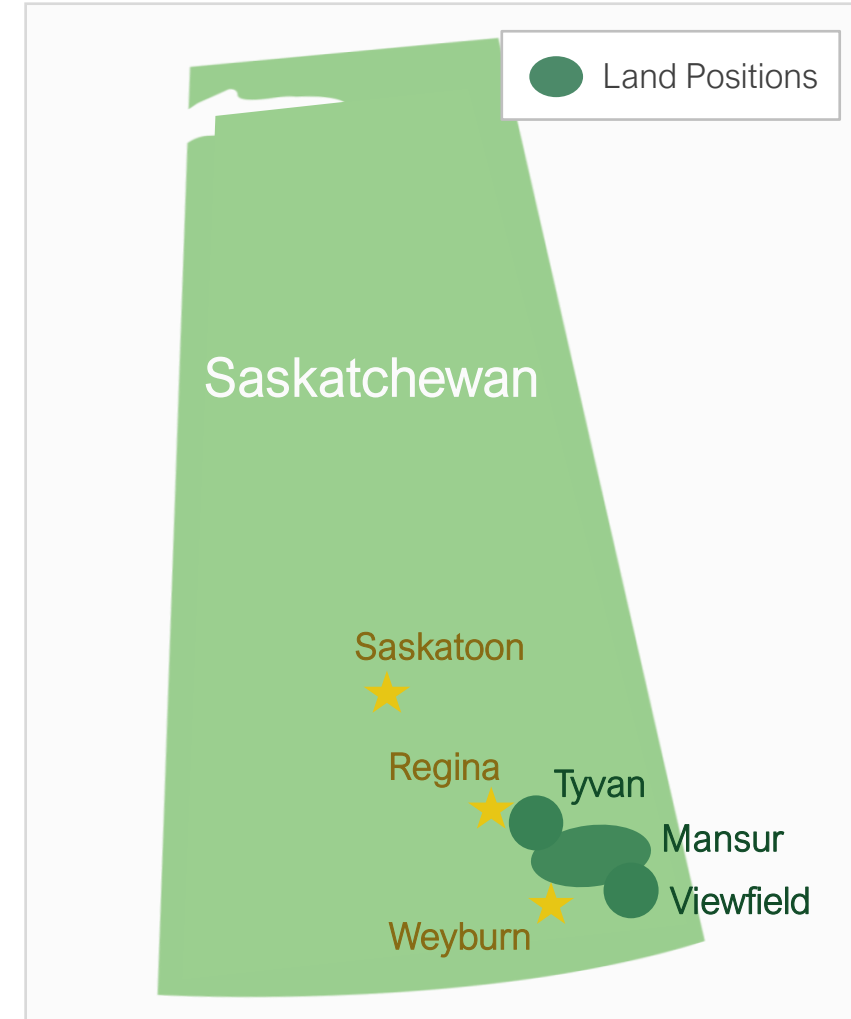 Land Positions
Saskatchewan
Saskatoon
Regina
Tyvan
Mansur
Viewfield
Weyburn